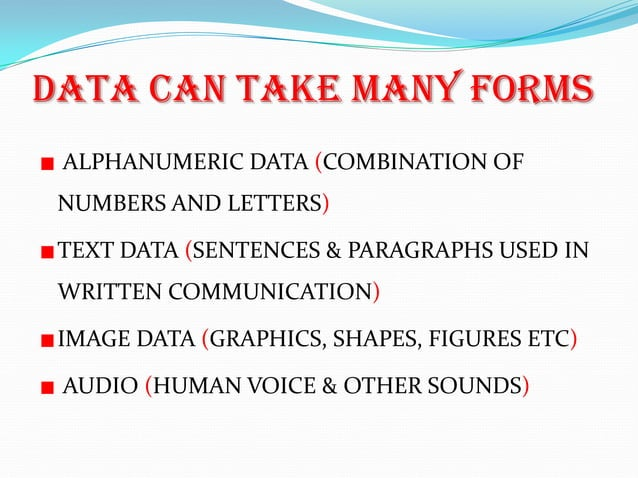 DATA CAN TAKE MANY FORMS
ALPHANUMERIC DATA (COMBINATION OF
NUMBERS AND LETTERS)
TEXT DATA (SENTENCES & PARAGRAPHS USED IN
WRITTEN COMMUNICATION)
IMAGE DATA (GRAPHICS, SHAPES, FIGURES ETC)
AUDIO (HUMAN VOICE & OTHER SOUNDS)